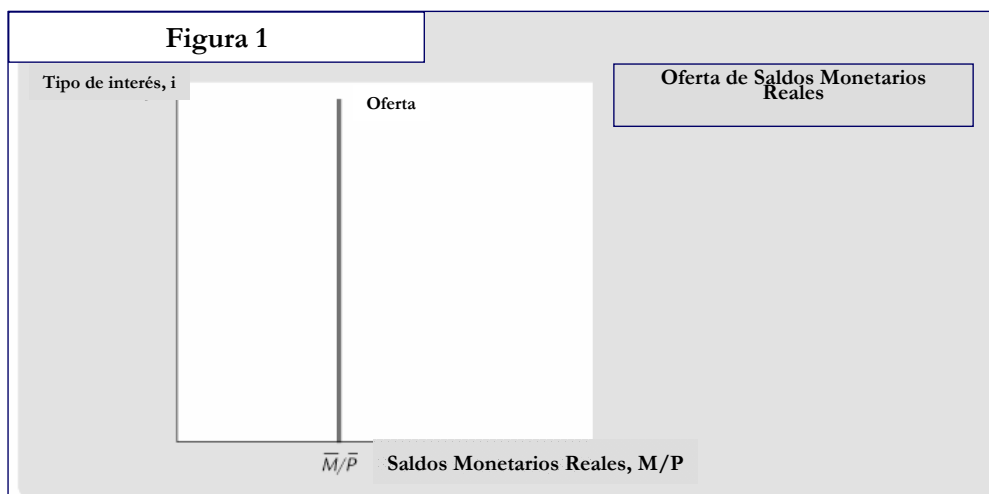 Figura 1
Tipo de interés, i
Oferta
Oferta de Saldos Monetarios
Reales
M̅/P̅
Saldos Monetarios Reales, M/P